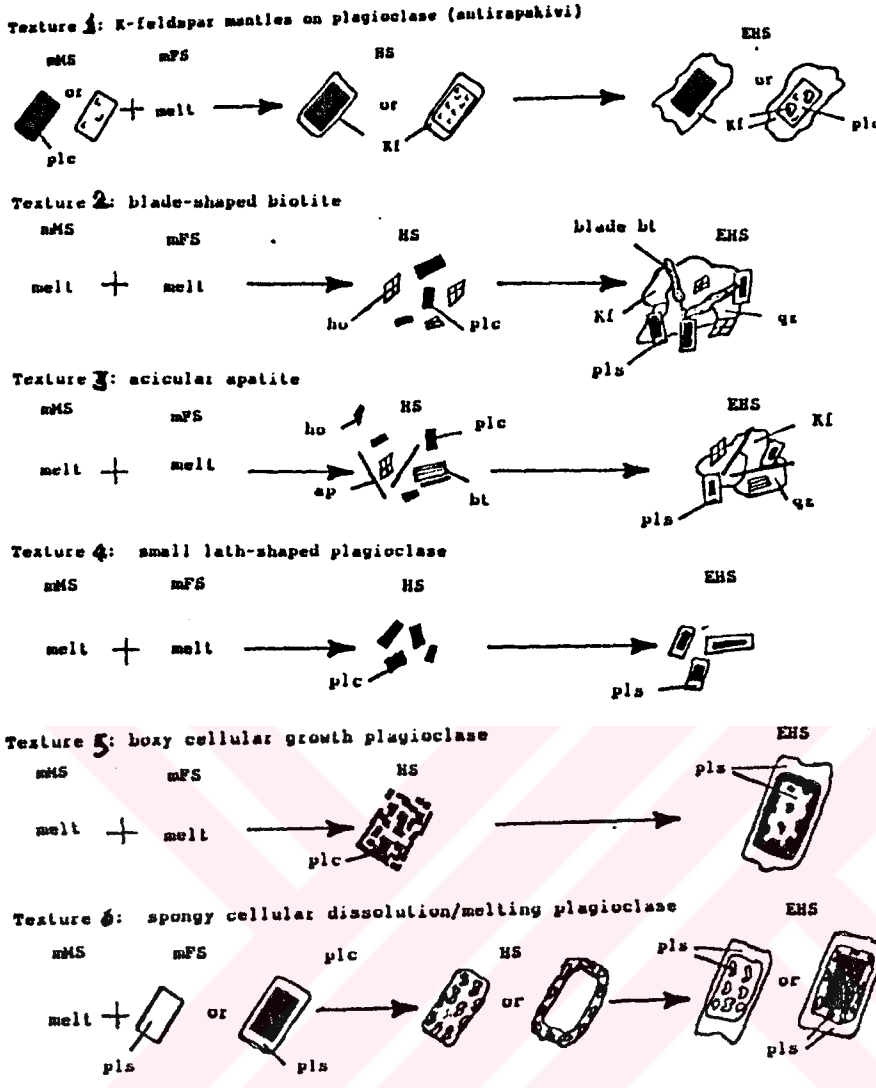 Texture 1: K-feldspar mantles on plagioclase (antirapakivi)
mMS mFS HS EHS
or + melt or or
plc Kf Kf plc
Texture 2: blade-shaped biotite
mMS mFS HS blade bt EHS
melt + melt
ho plc Kf qz
pls
Texture 3: acicular apatite
mMS mFS ho HS plc EHS Kf
melt + melt
ap bt pls qz
Texture 4: small lath-shaped plagioclase
mMS mFS HS EHS
melt + melt
plc pls
Texture 5: boxy cellular growth plagioclase
mMS mFS HS pls EHS
melt + melt
plc
Texture 6: spongy cellular dissolution/melting plagioclase
mMS mFS plc HS pls EHS
melt + or or or
pls pls pls